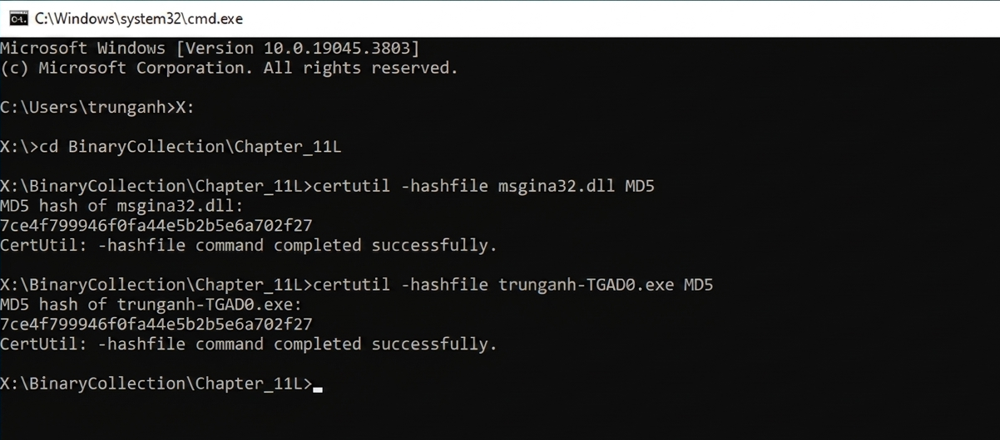 C:\Windows\system32\cmd.exe
Microsoft Windows [Version 10.0.19045.3803]
(c) Microsoft Corporation. All rights reserved.
C:\Users\trunganh>X:
X:\>cd BinaryCollection\Chapter_11L
X:\BinaryCollection\Chapter_11L>certutil -hashfile msgina32.dll MD5
MD5 hash of msgina32.dll:
7ce4f799946f0fa44e5b2b5e6a702f27
CertUtil: -hashfile command completed successfully.
X:\BinaryCollection\Chapter_11L>certutil -hashfile trunganh-TGAD0.exe MD5
MD5 hash of trunganh-TGAD0.exe:
7ce4f799946f0fa44e5b2b5e6a702f27
CertUtil: -hashfile command completed successfully.
X:\BinaryCollection\Chapter_11L>